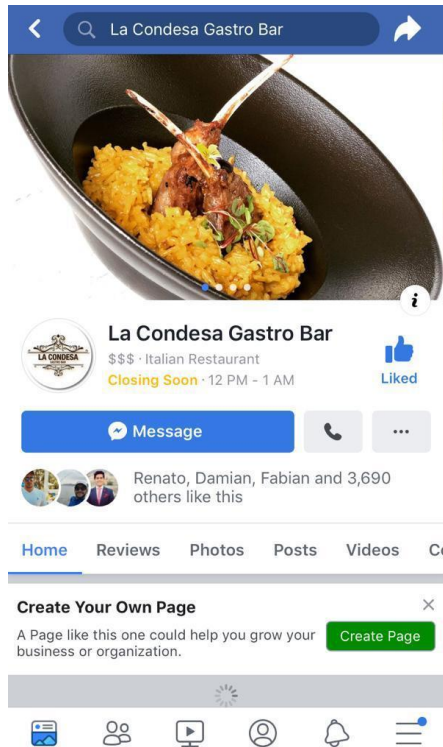 La Condesa Gastro Bar
i
LA CONDESA
La Condesa Gastro Bar
$$$ · Italian Restaurant
Closing Soon · 12 PM - 1 AM
Liked
Message
Renato, Damian, Fabian and 3,690
others like this
Home Reviews Photos Posts Videos
Create Your Own Page
A Page like this one could help you grow your
business or organization.
Create Page